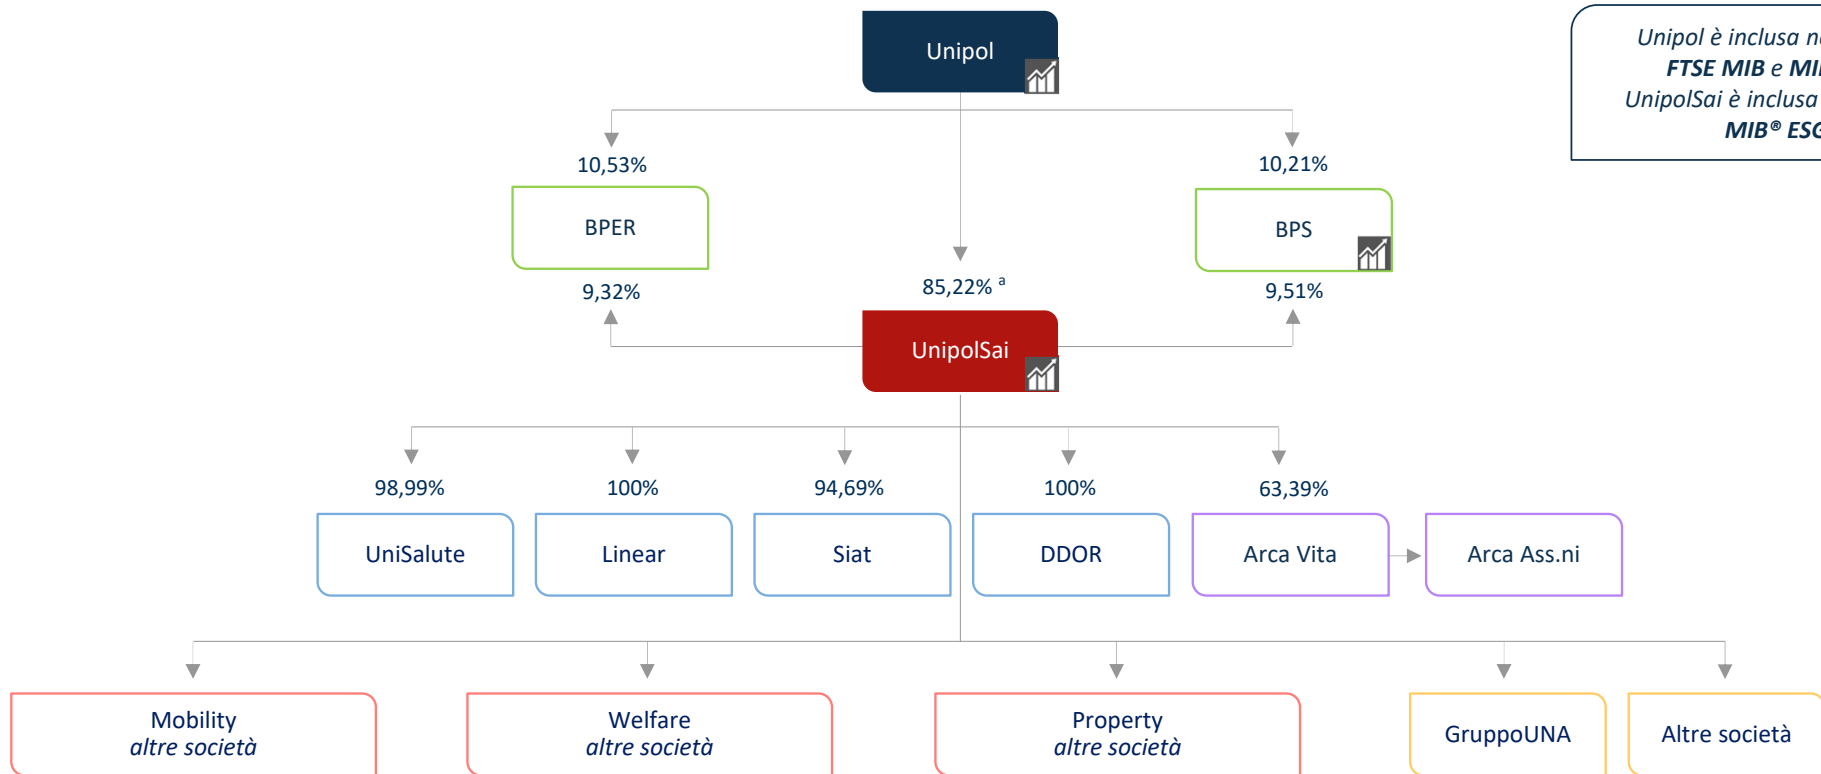 Unipol
Unipol è inclusa
FTSE MIB e
UnipolSai è inclusa
MIB® ESG
10,53%
10,21%
BPER
BPS
9,32%
85,22% a
9,51%
UnipolSai
98,99%
100%
94,69%
100%
63,39%
UniSalute
Linear
Siat
DDOR
Arca Vita
Arca Ass.ni
Mobility
altre società
Welfare
altre società
Property
altre società
GruppoUNA
Altre società